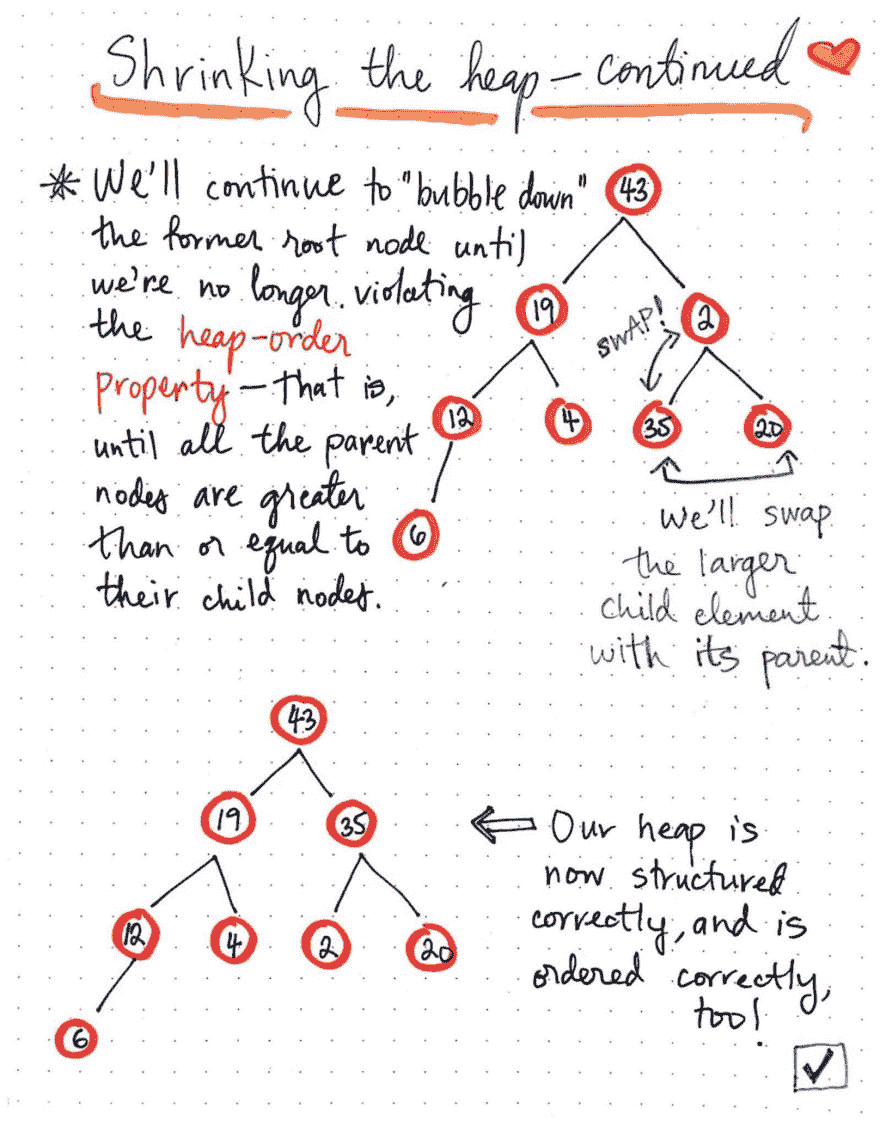 Shrinking the heap – continued
* We'll continue to "bubble down"
the former root node until
we're no longer violating
the heap-order
property – that is,
until all the parent
nodes are greater
than or equal to
their child nodes.
43
19
2
SWAP!
12
4
35
20
6
We'll swap
the larger
child element
with its parent.
43
19
35
12
4
2
20
6
Our heap is
now structured
correctly, and is
ordered correctly,
too!